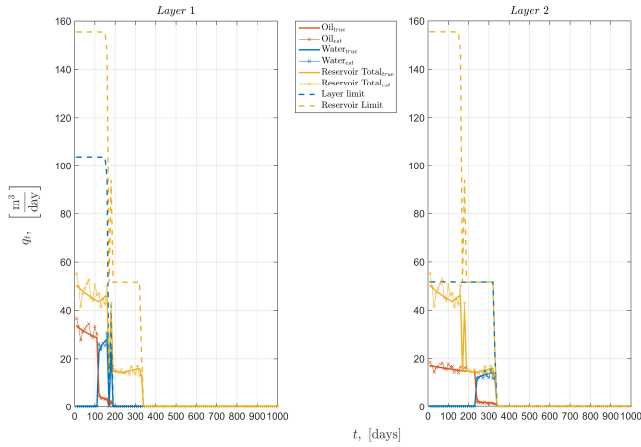 Layer 1
Layer 2
160
140
120
100
80
60
40
20
0
0 100 200 300 400 500 600 700 800 900 1000
Oil_true
Oil_est
Water_true
Water_est
Reservoir Total_true
Reservoir Total_est
Layer limit
Reservoir Limit
160
140
120
100
80
60
40
20
0
0 100 200 300 400 500 600 700 800 900 1000
q_t, [m³/day]
t, [days]